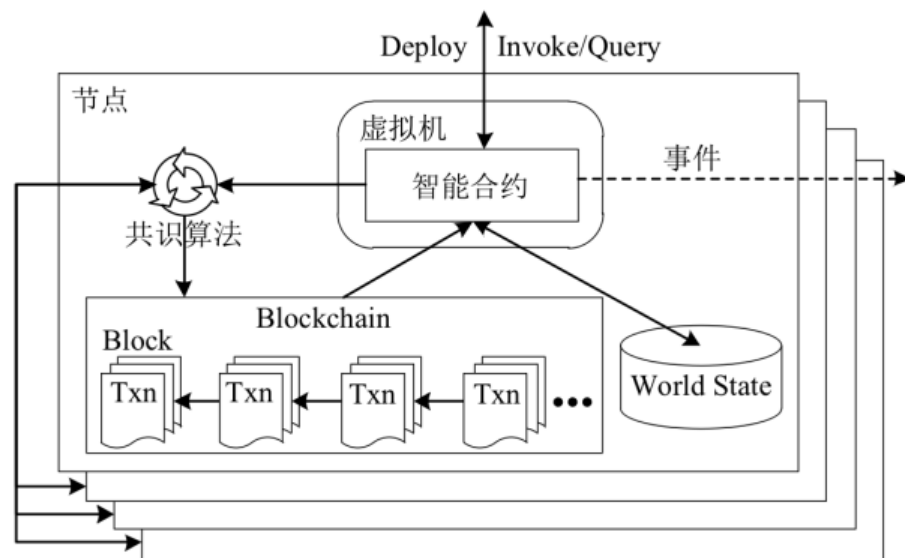 Deploy Invoke/Query
节点
虚拟机
事件
智能合约
共识算法
Blockchain
Block
Txn Txn Txn Txn •••
World State